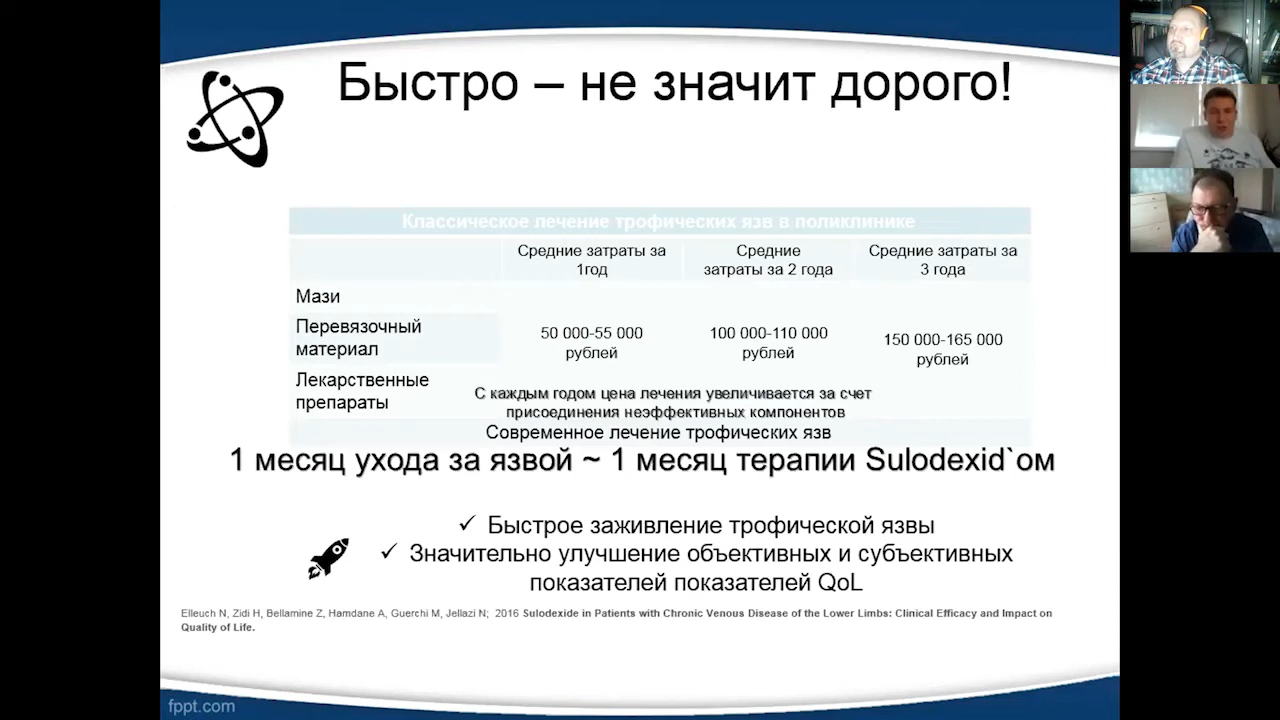 Быстро – не значит дорого!
Классическое лечение трофических язв в поликлинике
Средние затраты за
1год
Средние
затраты за 2 года
Средние затраты за
3 года
Мази
Перевязочный
материал
50 000-55 000
рублей
100 000-110 000
рублей
150 000-165 000
рублей
Лекарственные
препараты
С каждым годом цена лечения увеличивается за счет
присоединения неэффективных компонентов
Современное лечение трофических язв
1 месяц ухода за язвой ~ 1 месяц терапии Sulodexid`ом
✓ Быстрое заживление трофической язвы
✓ Значительно улучшение объективных и субъективных
показателей показателей QoL
Elleuch N, Zidi H, Bellamine Z, Hamdane A, Guerchi M, Jellazi N; 2016 Sulodexide in Patients with Chronic Venous Disease of the Lower Limbs: Clinical Efficacy and Impact on
Quality of Life.
fppt.com